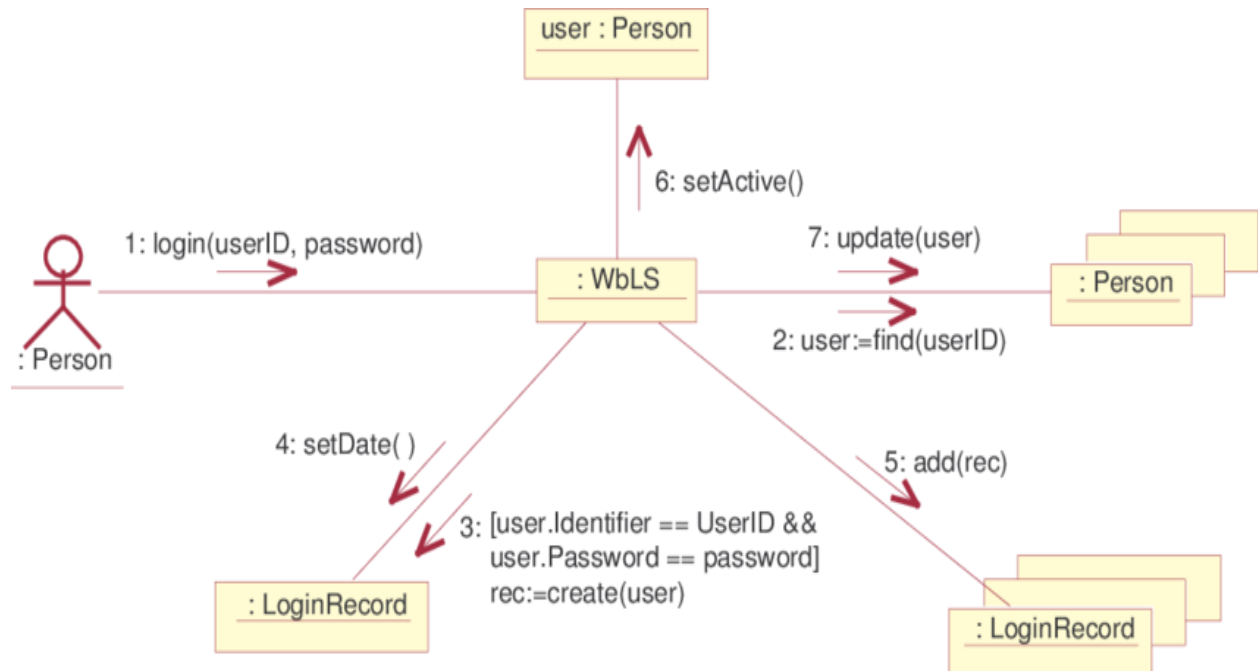 user : Person
6: setActive()
1: login(userID, password)
7: update(user)
: WbLS
: Person
2: user:=find(userID)
: Person
4: setDate( )
5: add(rec)
3: [user.Identifier == UserID &&
user.Password == password]
rec:=create(user)
: LoginRecord
: LoginRecord